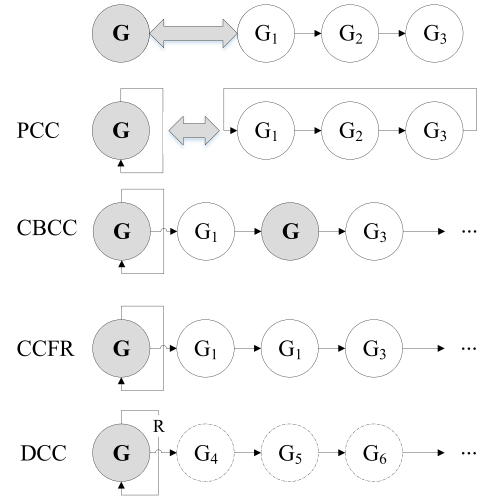 G G₁ G₂ G₃
PCC G G₁ G₂ G₃
CBCC G G₁ G G₃ ...
CCFR G G₁ G₁ G₃ ...
R
DCC G G₄ G₅ G₆ ...